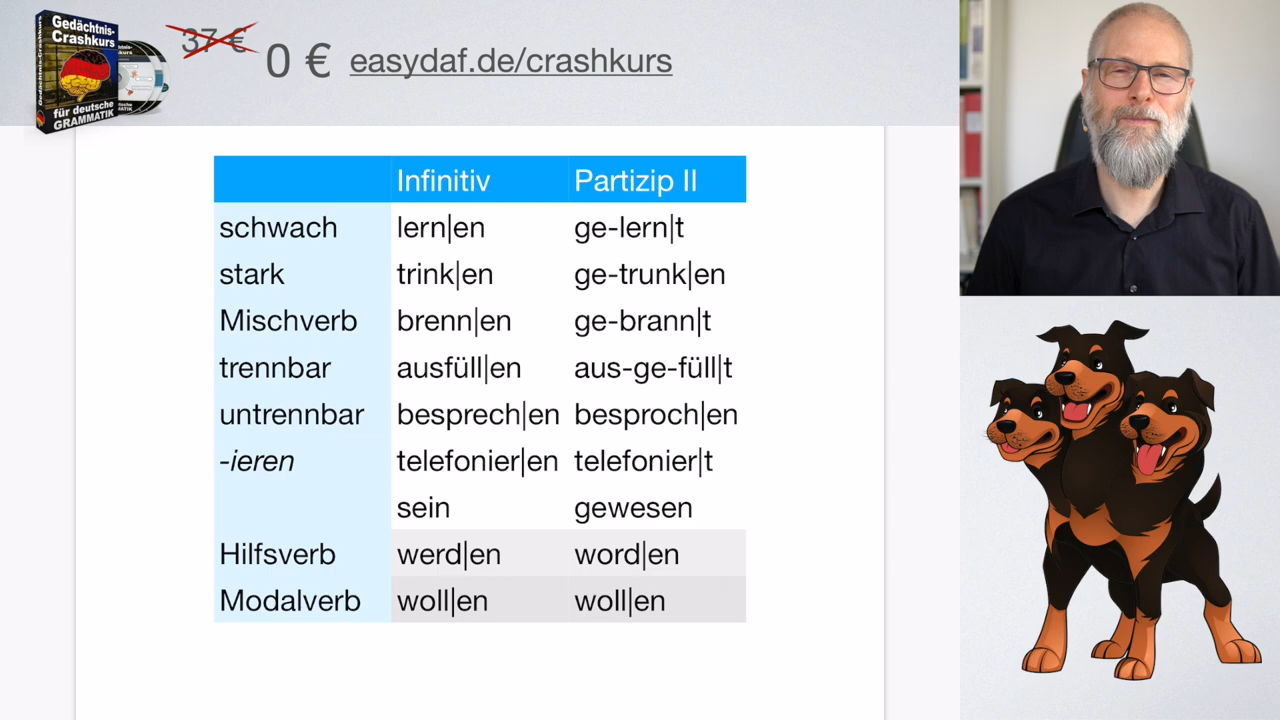 Gedächtnis-
Crashkurs
für deutsche
GRAMMATIK
Gedächtnis-Crashkurs
37 €
0 € easydaf.de/crashkurs
Infinitiv Partizip II
schwach lern|en ge-lern|t
stark trink|en ge-trunk|en
Mischverb brenn|en ge-brann|t
trennbar ausfüll|en aus-ge-füll|t
untrennbar besprech|en besproch|en
-ieren telefonier|en telefonier|t
sein gewesen
Hilfsverb werd|en word|en
Modalverb woll|en woll|en